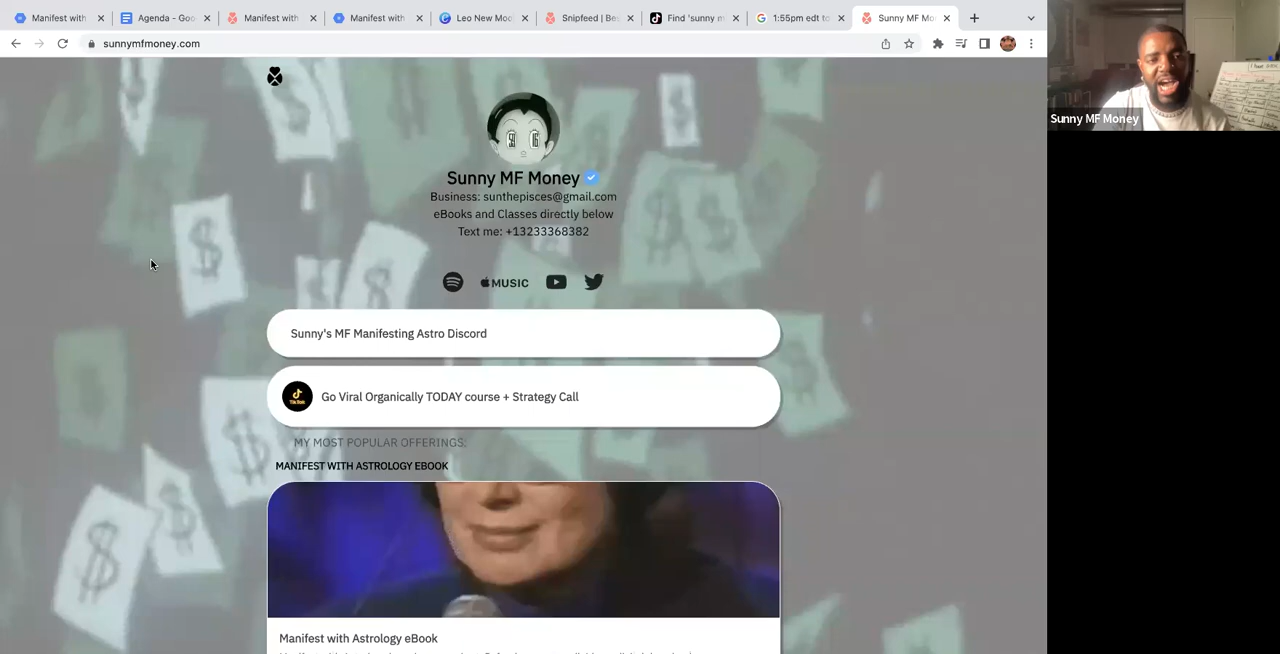 Manifest with
Agenda - Goo
Manifest with
Manifest with
Leo New Moo
Snipfeed | Be
Find 'sunny m
1:55pm edt to
Sunny MF Mo
sunnymfmoney.com
Sunny MF Money
Sunny MF Money
Business: sunthepisces@gmail.com
eBooks and Classes directly below
Text me: +13233368382
MUSIC
Sunny's MF Manifesting Astro Discord
Go Viral Organically TODAY course + Strategy Call
MY MOST POPULAR OFFERINGS:
MANIFEST WITH ASTROLOGY EBOOK
Manifest with Astrology eBook